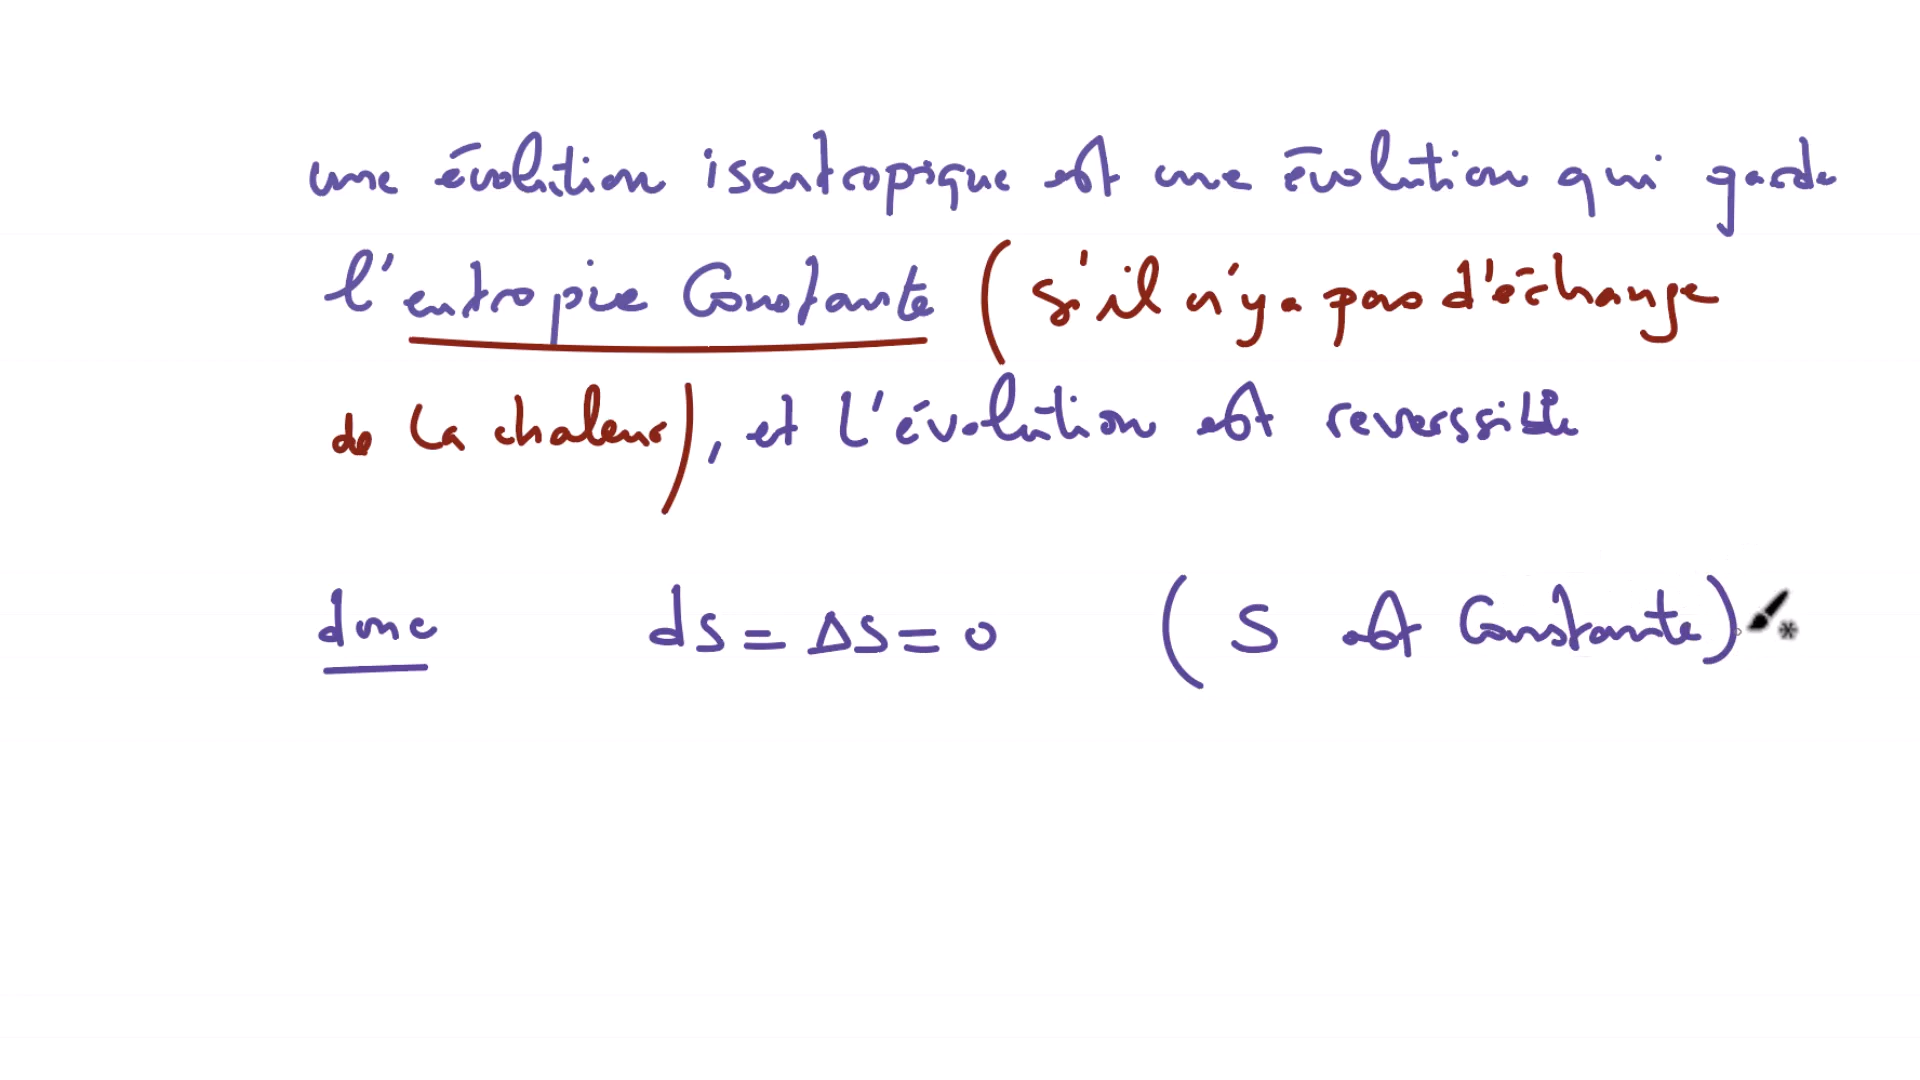 une évolution isentropique est une évolution qui garde
l'entropie Constante (s'il n'y a pas d'échange
de la chaleur), et l'évolution est reverssible
donc dS = ΔS = 0 (S est Constante)